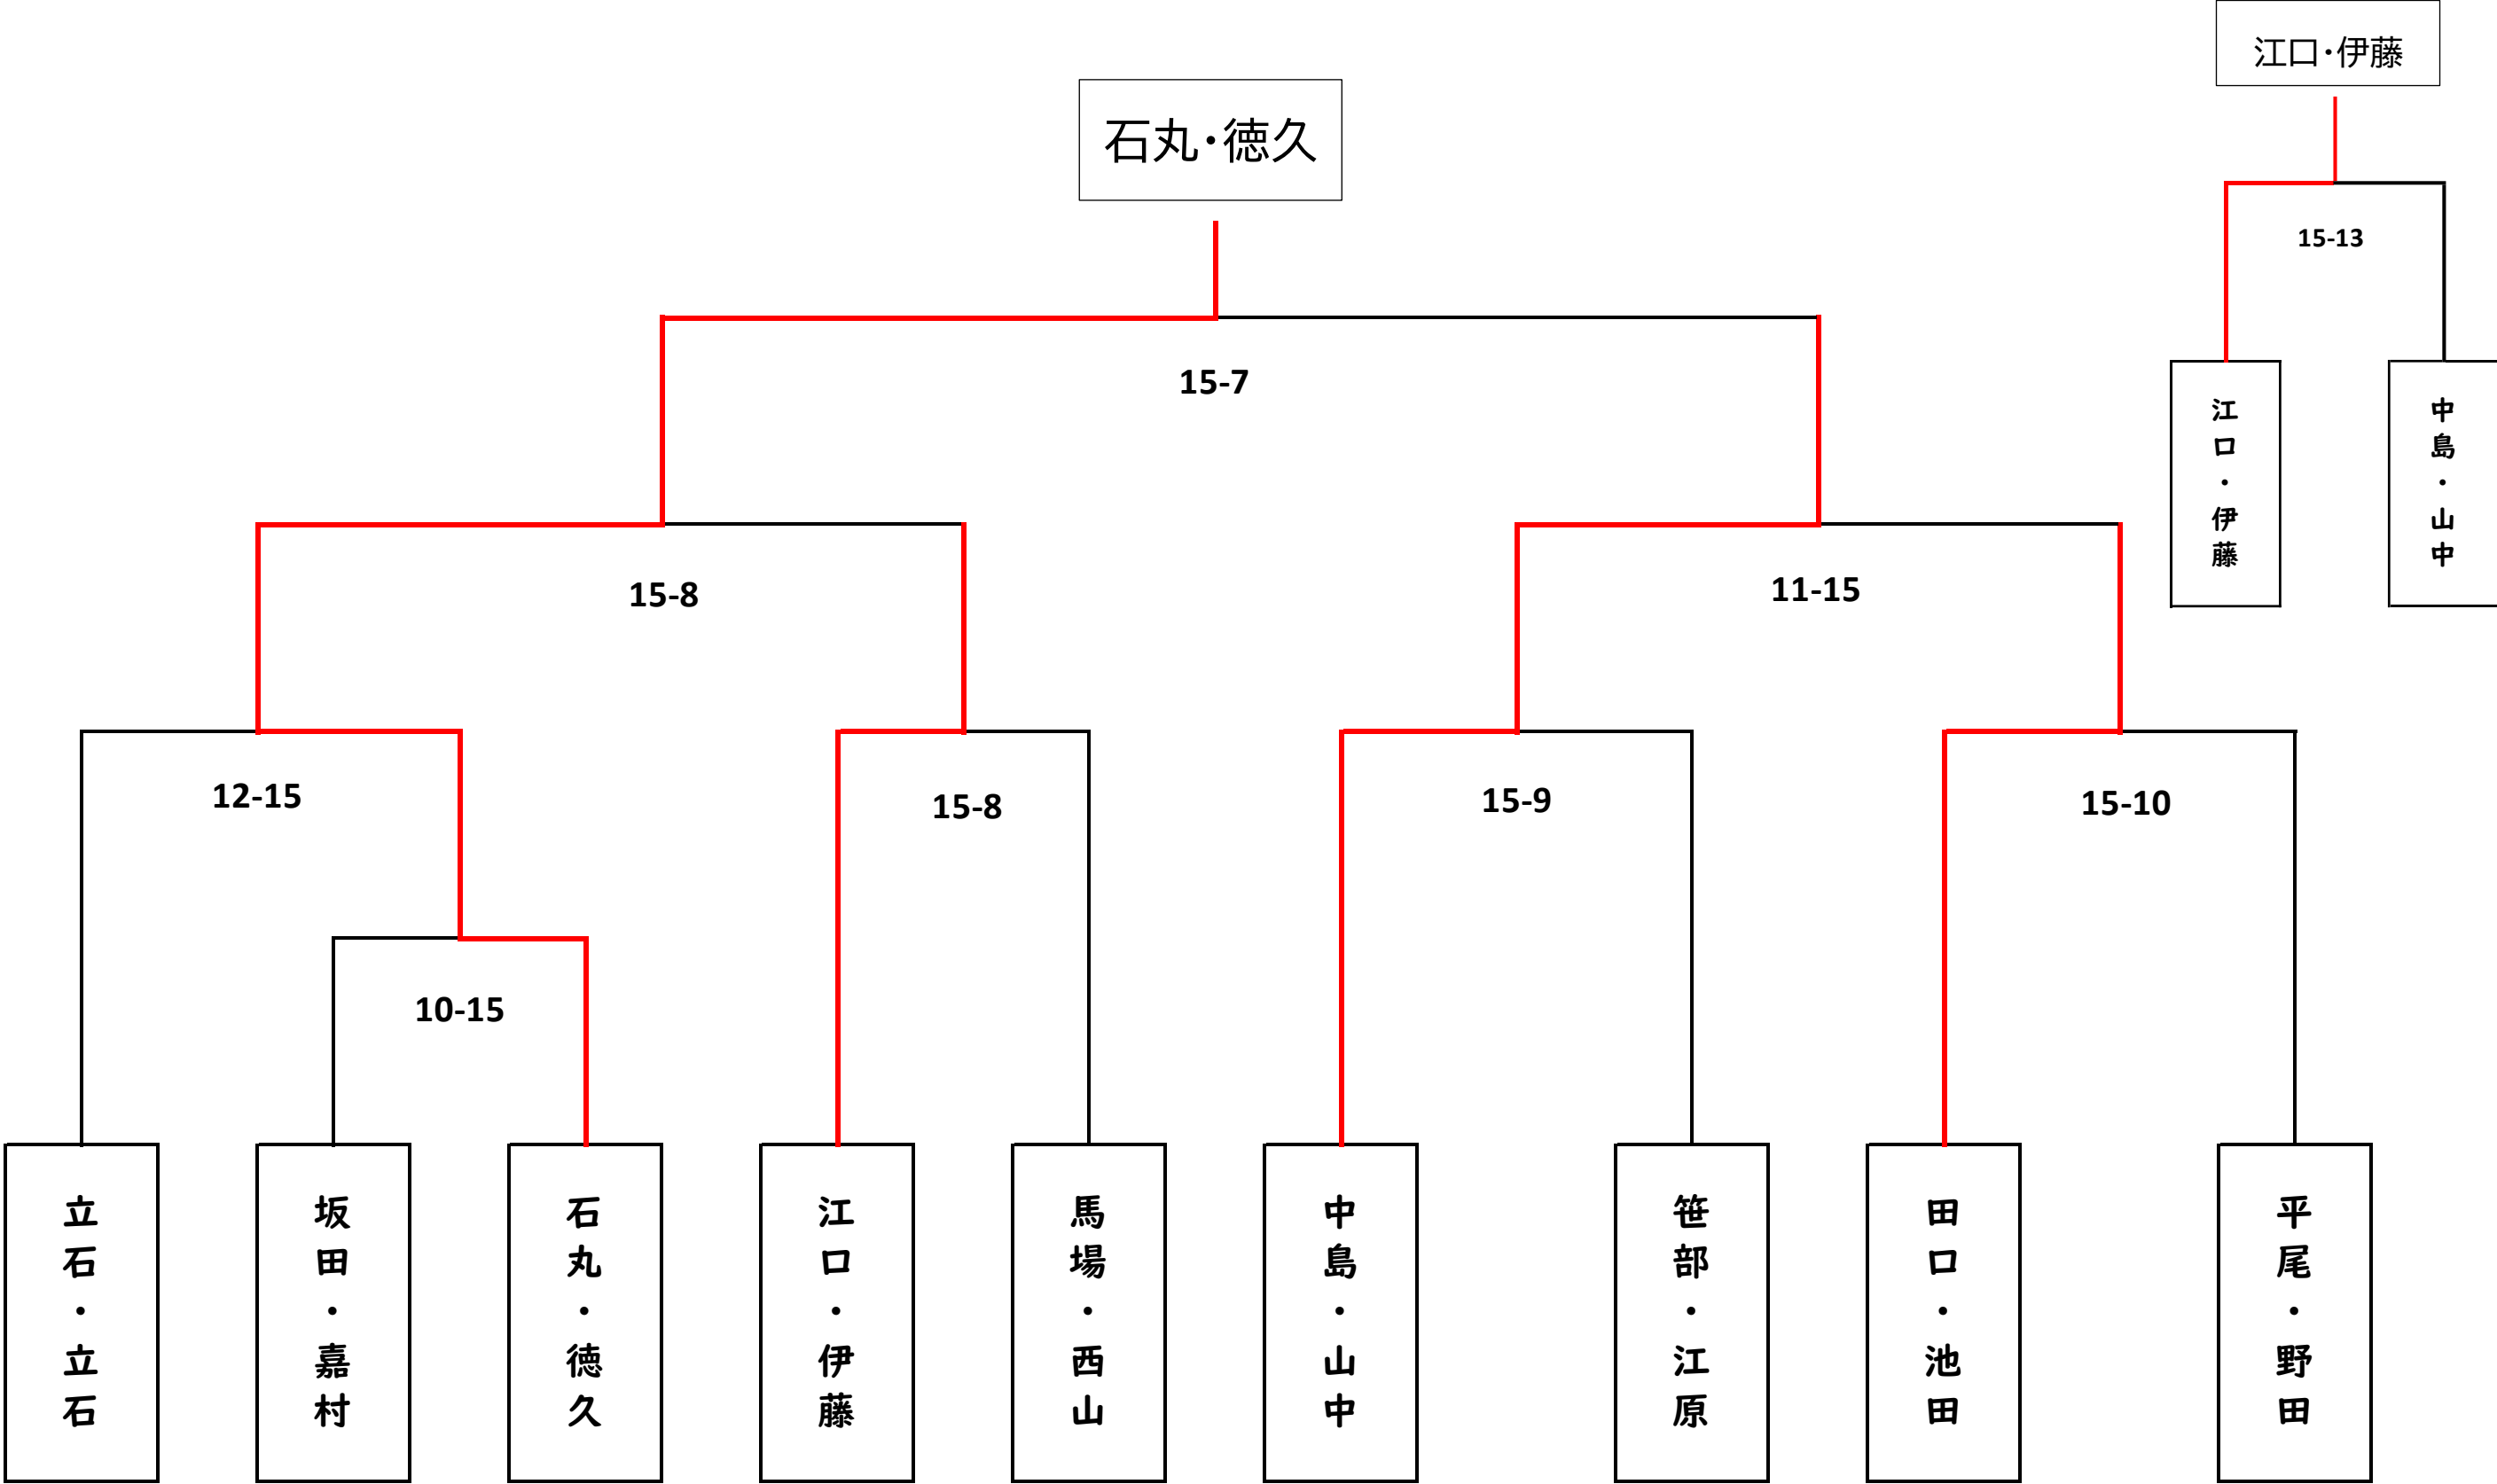 江口・伊藤
石丸・徳久
15-13
15-7
江口・伊藤
中島・山中
15-8
11-15
12-15
15-8
15-9
15-10
10-15
立石・立石
坂田・嘉村
石丸・徳久
江口・伊藤
馬場・西山
中島・山中
笹部・江原
田口・池田
平尾・野田